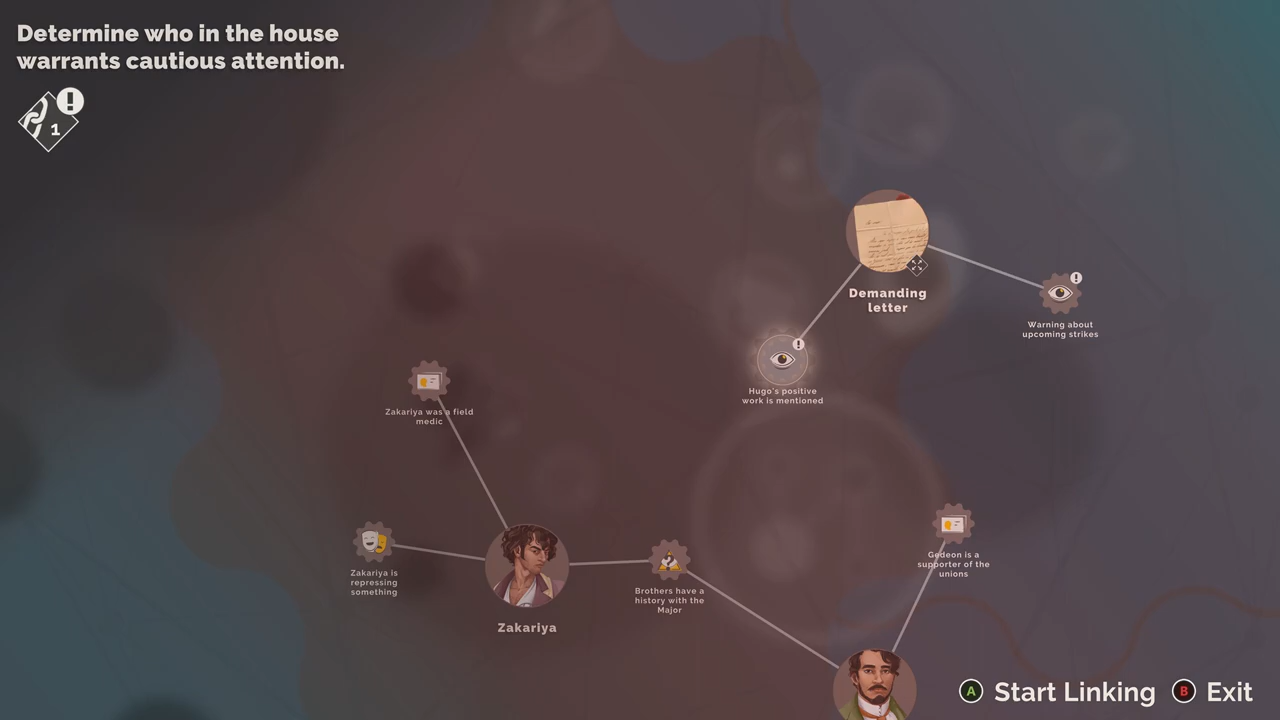 Determine who in the house
warrants cautious attention.
1
Demanding
letter
Warning about
upcoming strikes
Hugo's positive
work is mentioned
Zakariya was a field
medic
Gedeon is a
supporter of the
unions
Zakariya is
repressing
something
Brothers have a
history with the
Major
Zakariya
A Start Linking B Exit